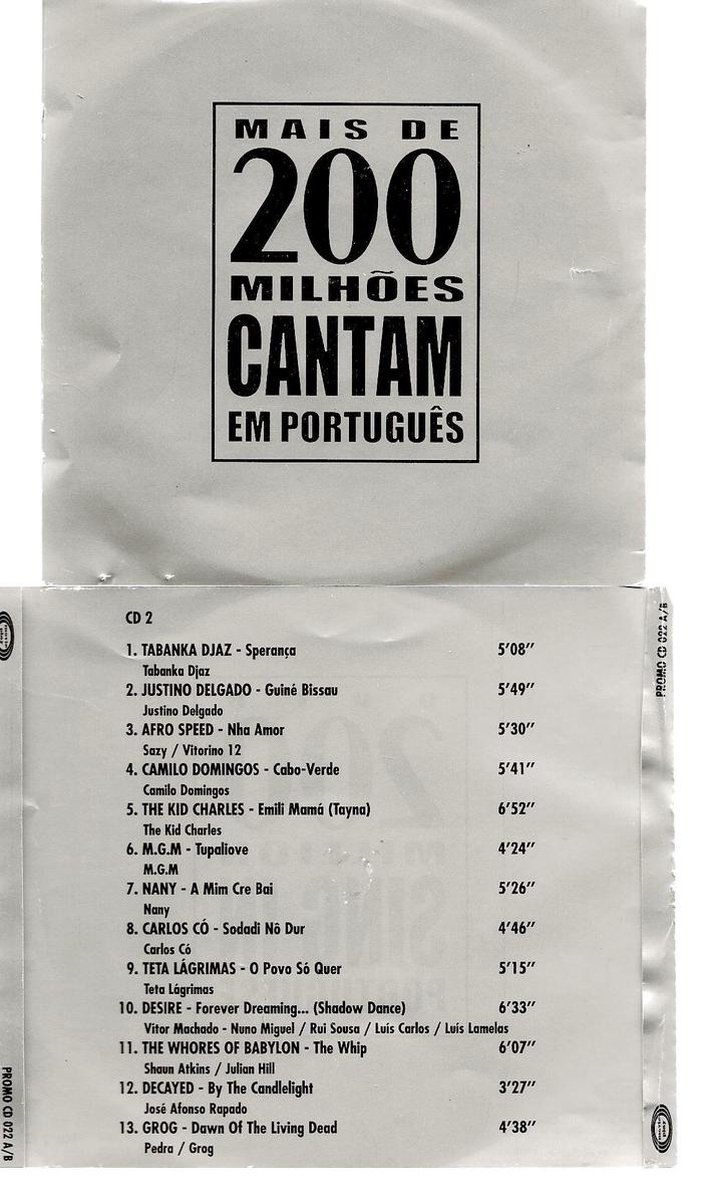 MAIS DE
200
MILHÕES
CANTAM
EM PORTUGUÊS
CD 2
1. TABANKA DJAZ - Sperança 5'08''
Tabanka Djaz
2. JUSTINO DELGADO - Guiné Bissau 5'49''
Justino Delgado
3. AFRO SPEED - Nha Amor 5'30''
Sazy / Vitorino 12
4. CAMILO DOMINGOS - Cabo-Verde 5'41''
Camilo Domingos
5. THE KID CHARLES - Emili Mamá (Tayna) 6'52''
The Kid Charles
6. M.G.M - Tupaliove 4'24''
M.G.M
7. NANY - A Mim Cre Bai 5'26''
Nany
8. CARLOS CÓ - Sodadi Nô Dur 4'46''
Carlos Có
9. TETA LÁGRIMAS - O Povo Só Quer 5'15''
Teta Lágrimas
10. DESIRE - Forever Dreaming... (Shadow Dance) 6'33''
Vitor Machado - Nuno Miguel / Rui Sousa / Luís Carlos / Luís Lamelas
11. THE WHORES OF BABYLON - The Whip 6'07''
Shaun Atkins / Julian Hill
12. DECAYED - By The Candlelight 3'27''
José Afonso Rapado
13. GROG - Dawn Of The Living Dead 4'38''
Pedra / Grog
PROMO CD 022 A/B
PROMO CD 022 A/B